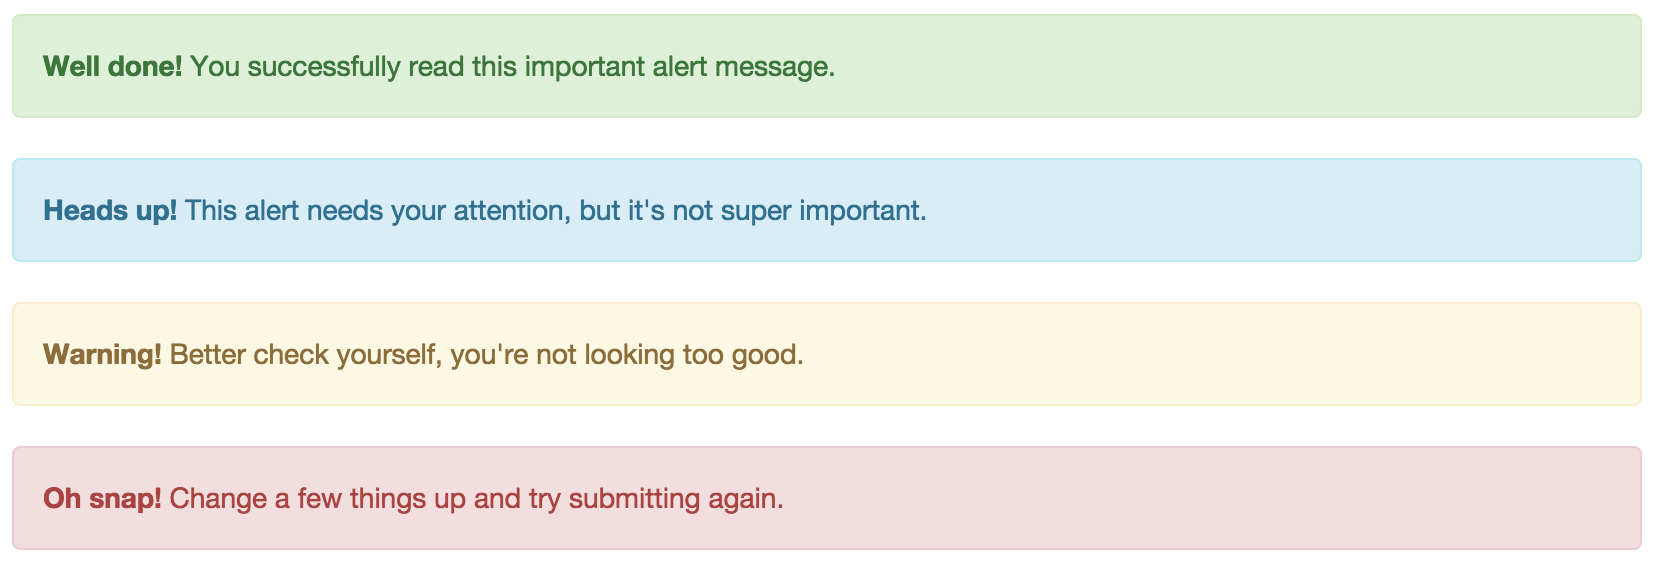 Well done! You successfully read this important alert message.
Heads up! This alert needs your attention, but it's not super important.
Warning! Better check yourself, you're not looking too good.
Oh snap! Change a few things up and try submitting again.